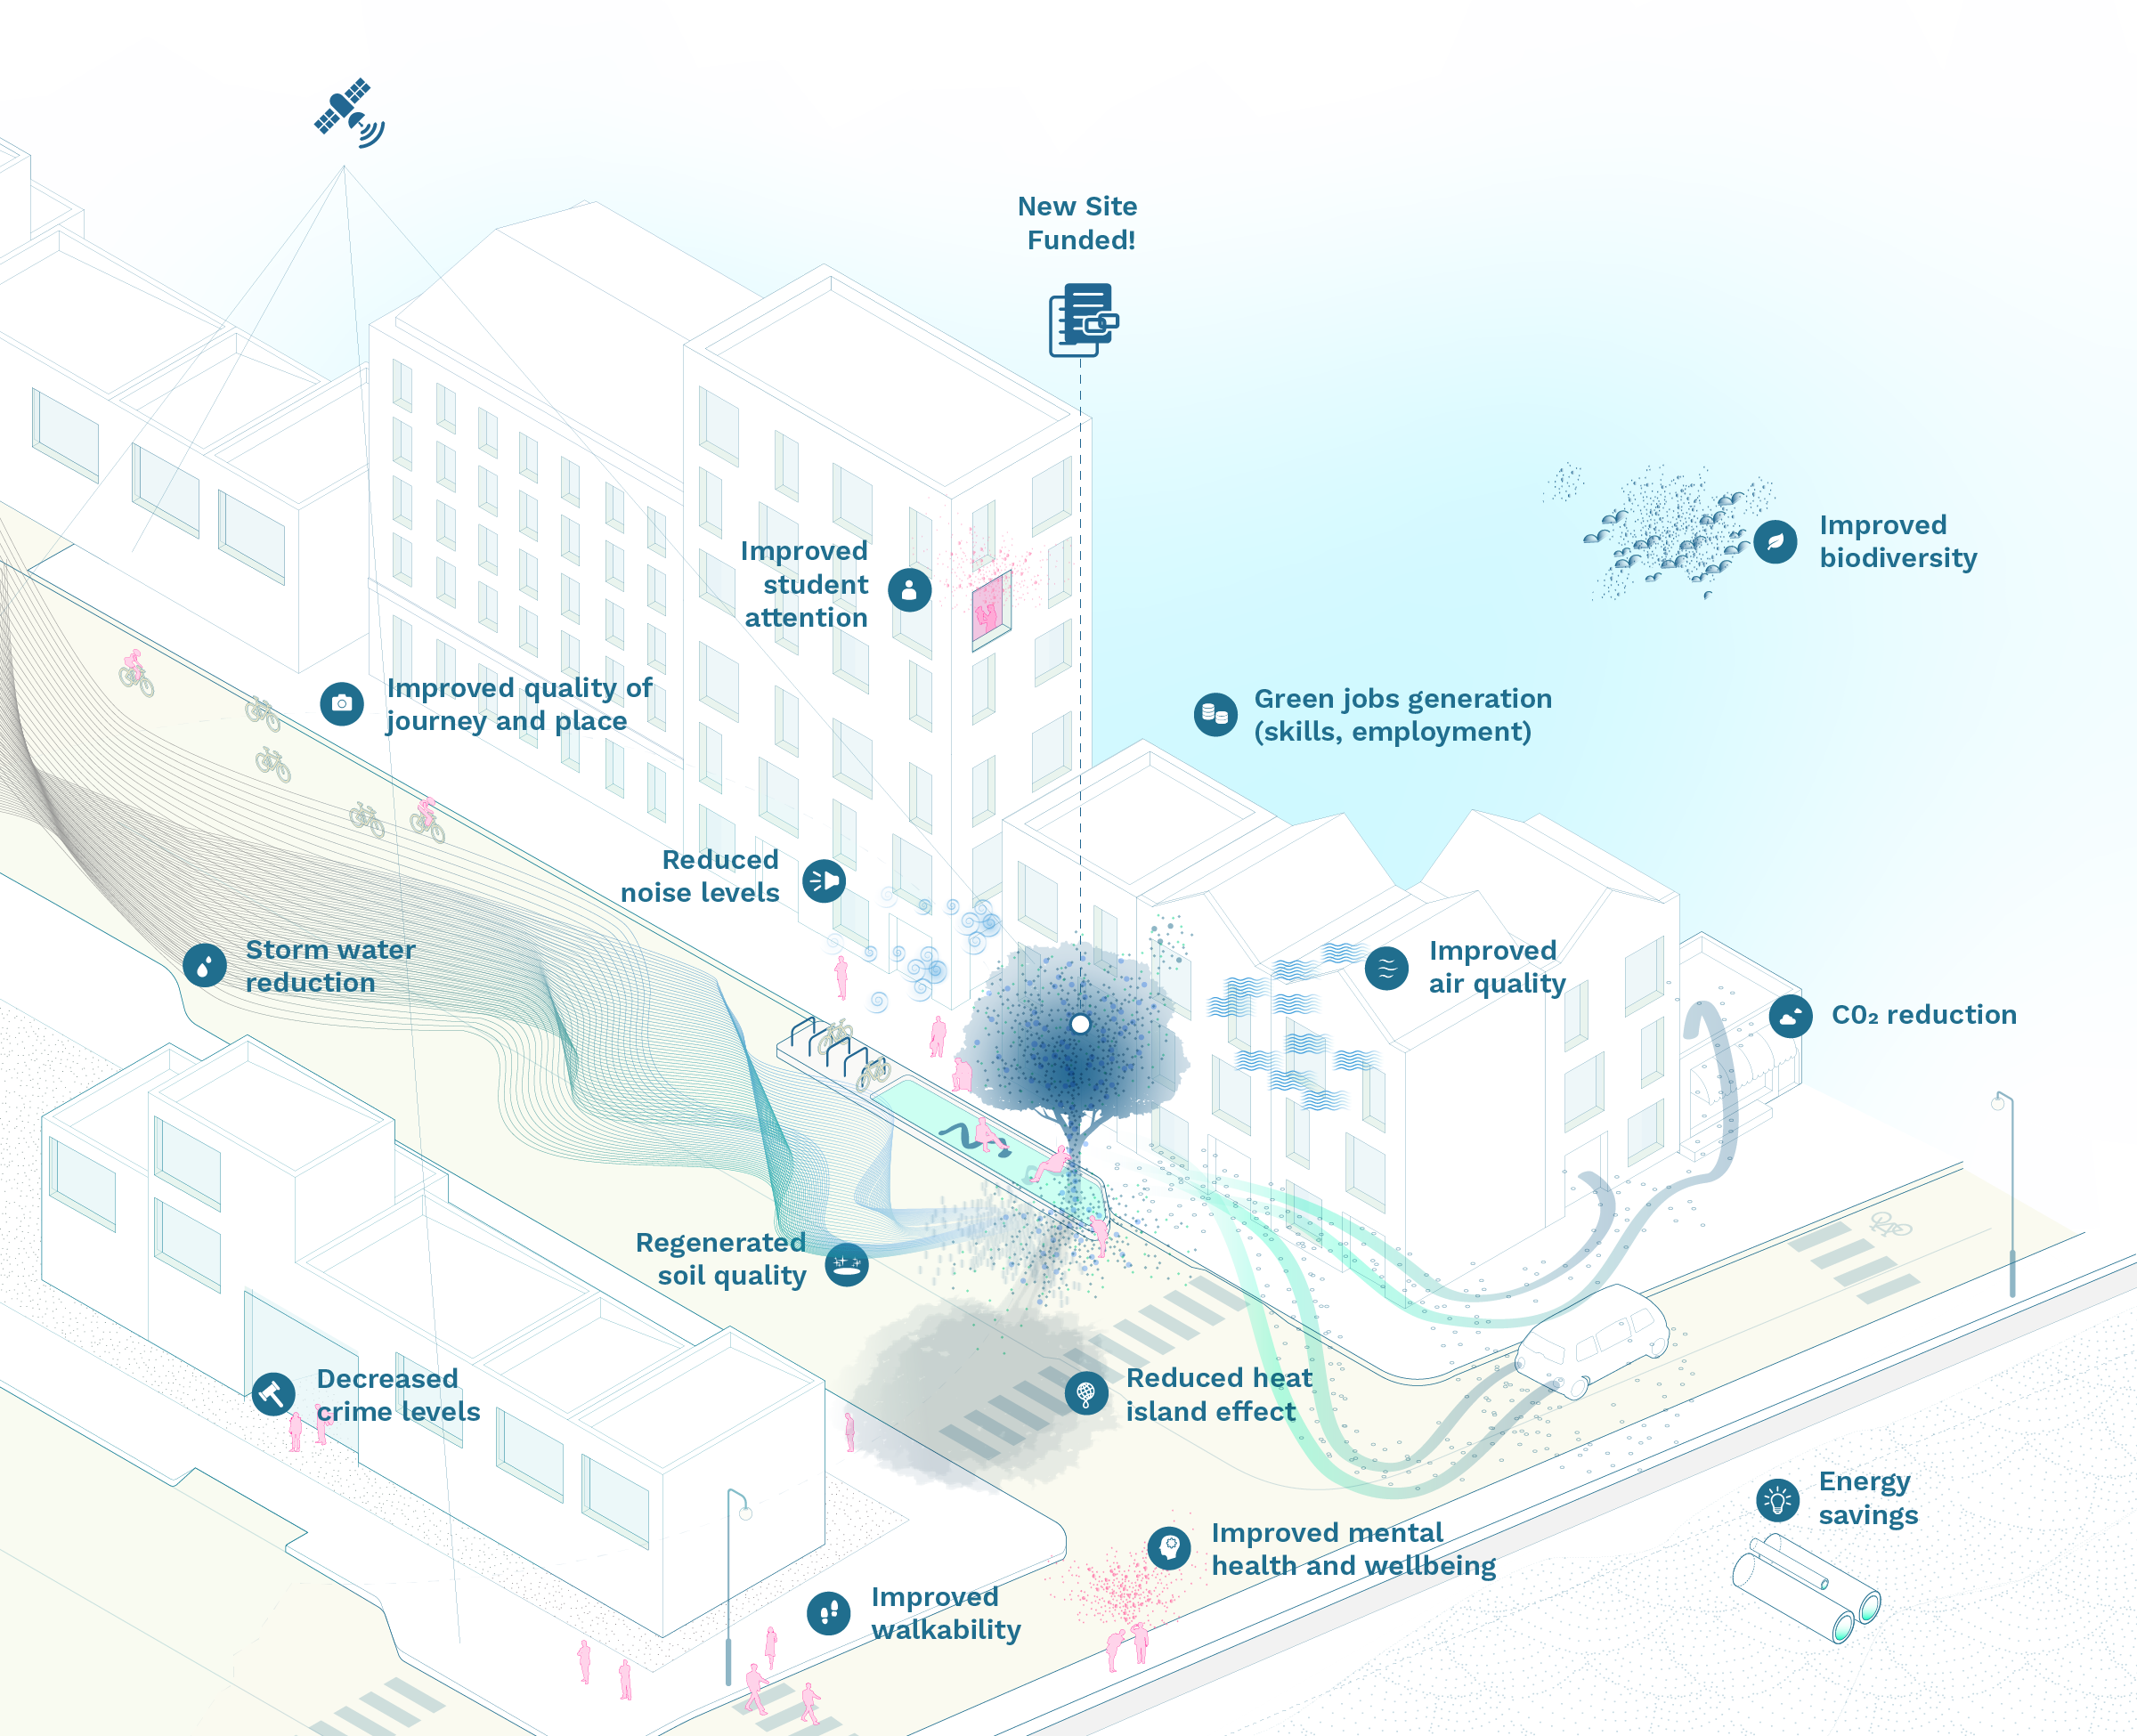 New Site
Funded!
Improved
biodiversity
Improved
student
attention
Improved quality of
journey and place
Green jobs generation
(skills, employment)
Reduced
noise levels
Storm water
reduction
Improved
air quality
C0₂ reduction
Regenerated
soil quality
Decreased
crime levels
Reduced heat
island effect
Energy
savings
Improved mental
health and wellbeing
Improved
walkability